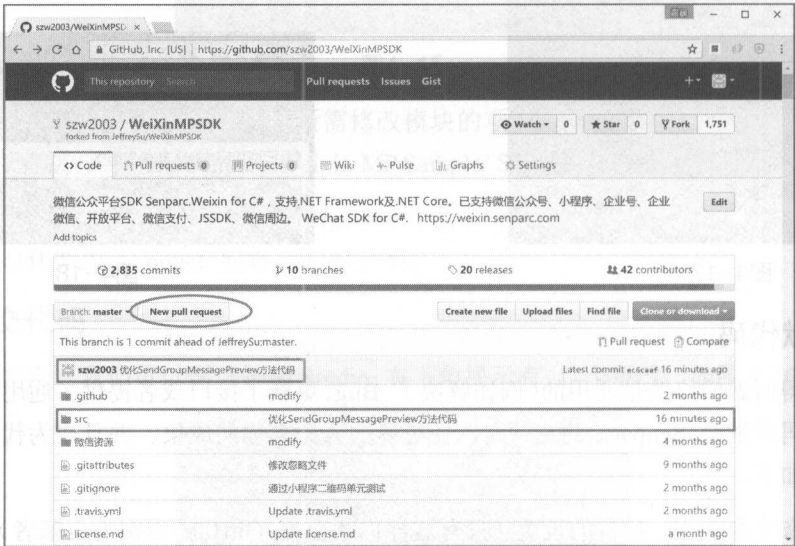 szw2003/WeiXinMPSD
GitHub, Inc. [US] | https://github.com/szw2003/WeiXinMPSDK
This repository Search Pull requests Issues Gist
szw2003 / WeiXinMPSDK
forked from JeffreySu/WeiXinMPSDK
Watch 0 Star 0 Fork 1,751
Code Pull requests 0 Projects 0 Wiki Pulse Graphs Settings
微信公众平台SDK Senparc.Weixin for C#，支持.NET Framework及.NET Core。已支持微信公众号、小程序、企业号、企业
微信、开放平台、微信支付、JSSDK、微信周边。 WeChat SDK for C#. https://weixin.senparc.com
Edit
Add topics
2,835 commits 10 branches 20 releases 42 contributors
Branch: master New pull request Create new file Upload files Find file Clone or download
This branch is 1 commit ahead of JeffreySu:master. Pull request Compare
szw2003 优化SendGroupMessagePreview方法代码 Latest commit ec6caaf 16 minutes ago
.github modify 2 months ago
src 优化SendGroupMessagePreview方法代码 16 minutes ago
微信资源 modify 4 months ago
.gitattributes 修改忽略文件 9 months ago
.gitignore 通过小程序二维码单元测试 2 months ago
.travis.yml Update .travis.yml 2 months ago
license.md Update license.md a month ago